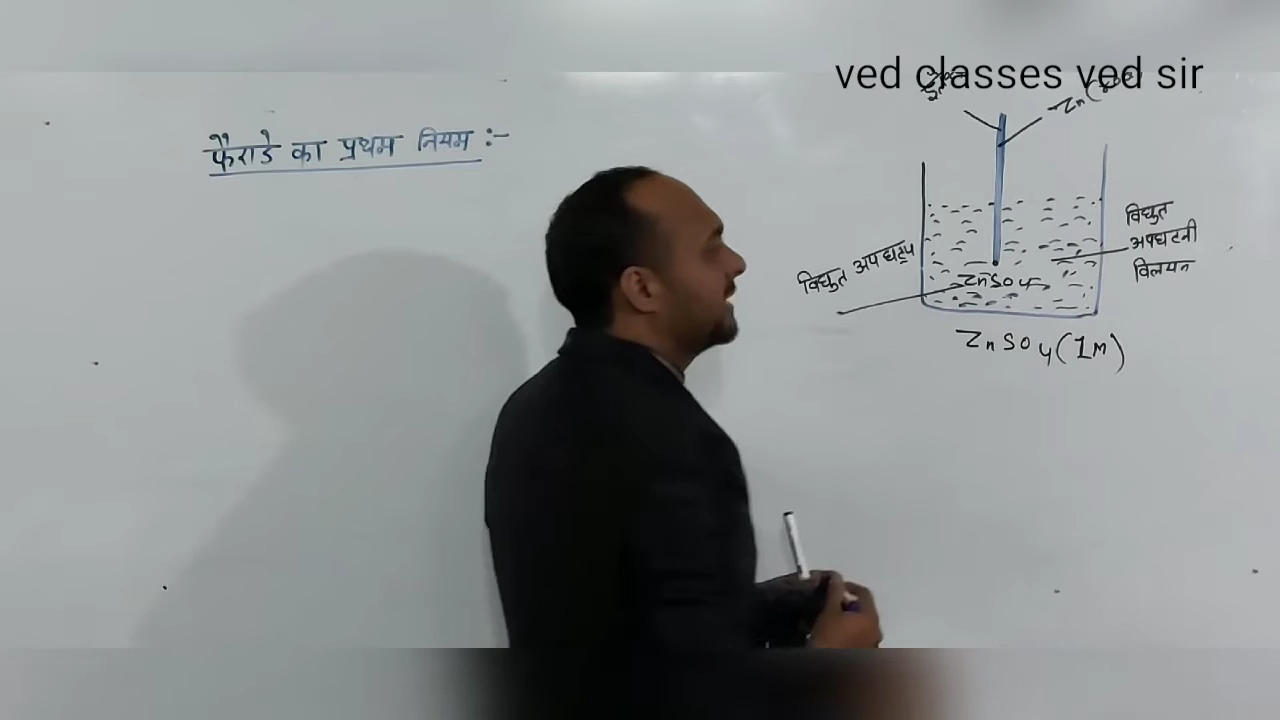 ved classes ved sir
फैराडे का प्रथम नियम :-
विद्युत अपघट्य
विद्युत
अपघटनी
विलयन
ZnSO4
ZnSO4(1M)